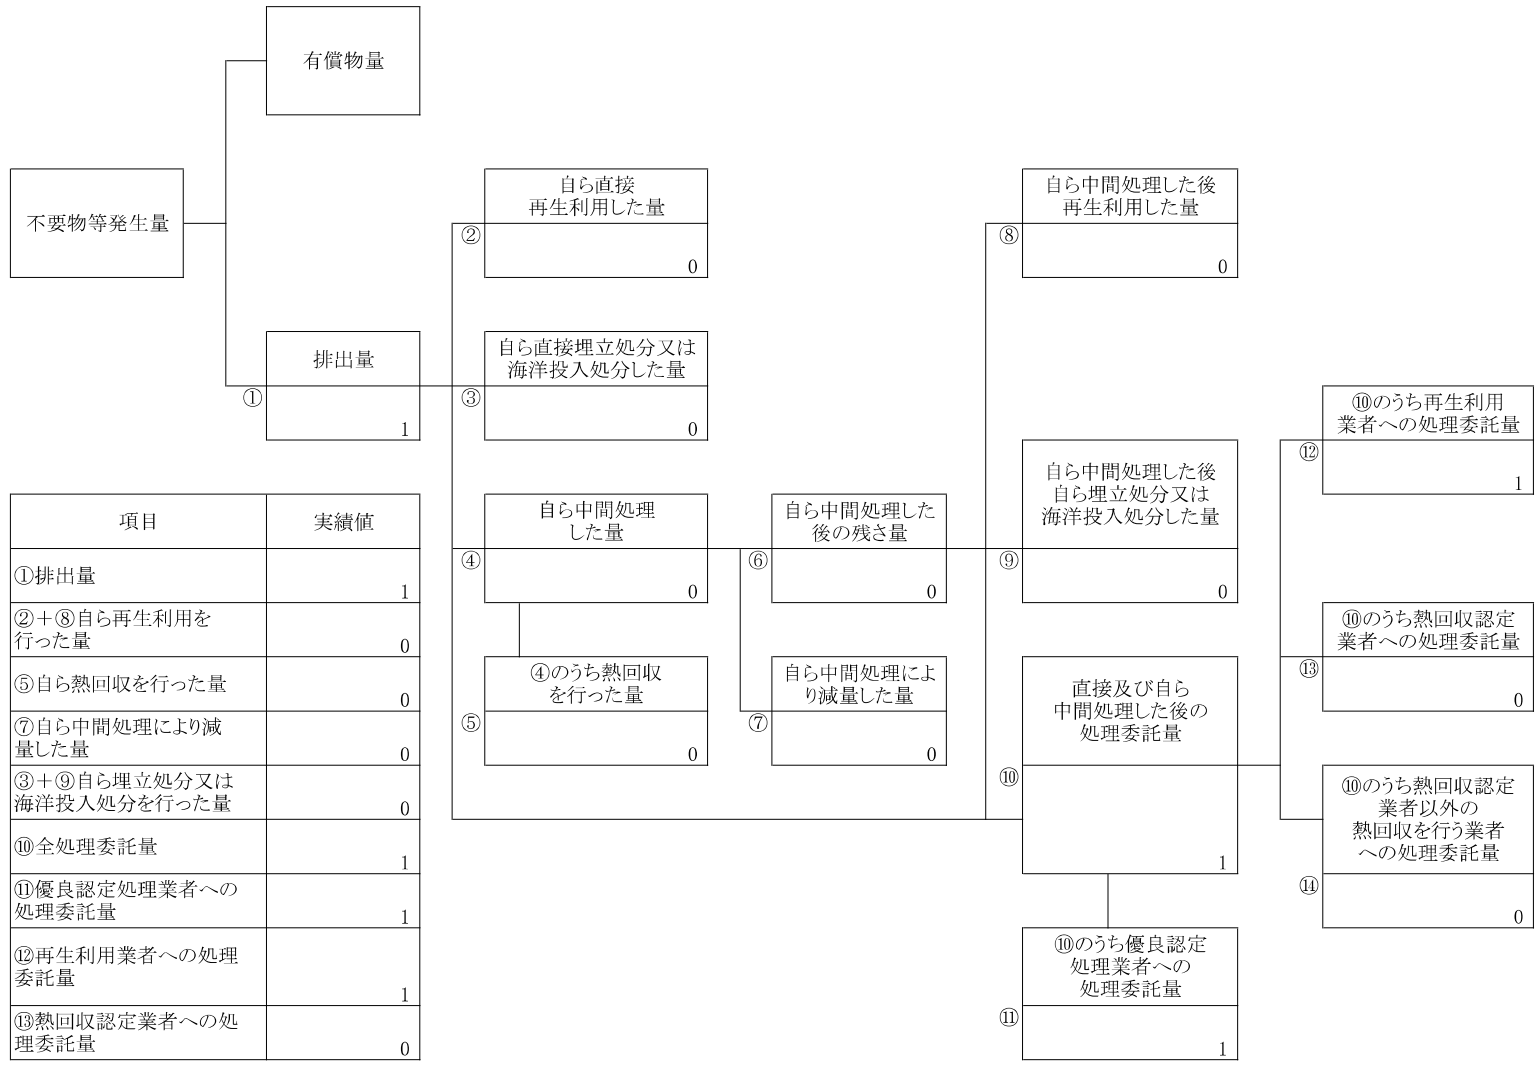 有償物量
不要物等発生量
自ら直接
再生利用した量
②
0
自ら中間処理した後
再生利用した量
⑧
0
排出量
①
1
自ら直接埋立処分又は
海洋投入処分した量
③
0
⑩のうち再生利用
業者への処理委託量
⑫
1
自ら中間処理した後
自ら埋立処分又は
海洋投入処分した量
⑨
0
自ら中間処理
した量
④
0
自ら中間処理した
後の残さ量
⑥
0
⑩のうち熱回収認定
業者への処理委託量
⑬
0
④のうち熱回収
を行った量
⑤
0
自ら中間処理によ
り減量した量
⑦
0
直接及び自ら
中間処理した後の
処理委託量
⑩
1
⑩のうち熱回収認定
業者以外の
熱回収を行う業者
への処理委託量
⑭
0
⑩のうち優良認定
処理業者への
処理委託量
⑪
1
項目 実績値
①排出量
1
②＋⑧自ら再生利用を
行った量
0
⑤自ら熱回収を行った量
0
⑦自ら中間処理により減
量した量
0
③＋⑨自ら埋立処分又は
海洋投入処分を行った量
0
⑩全処理委託量
1
⑪優良認定処理業者への
処理委託量
1
⑫再生利用業者への処理
委託量
1
⑬熱回収認定業者への処
理委託量
0